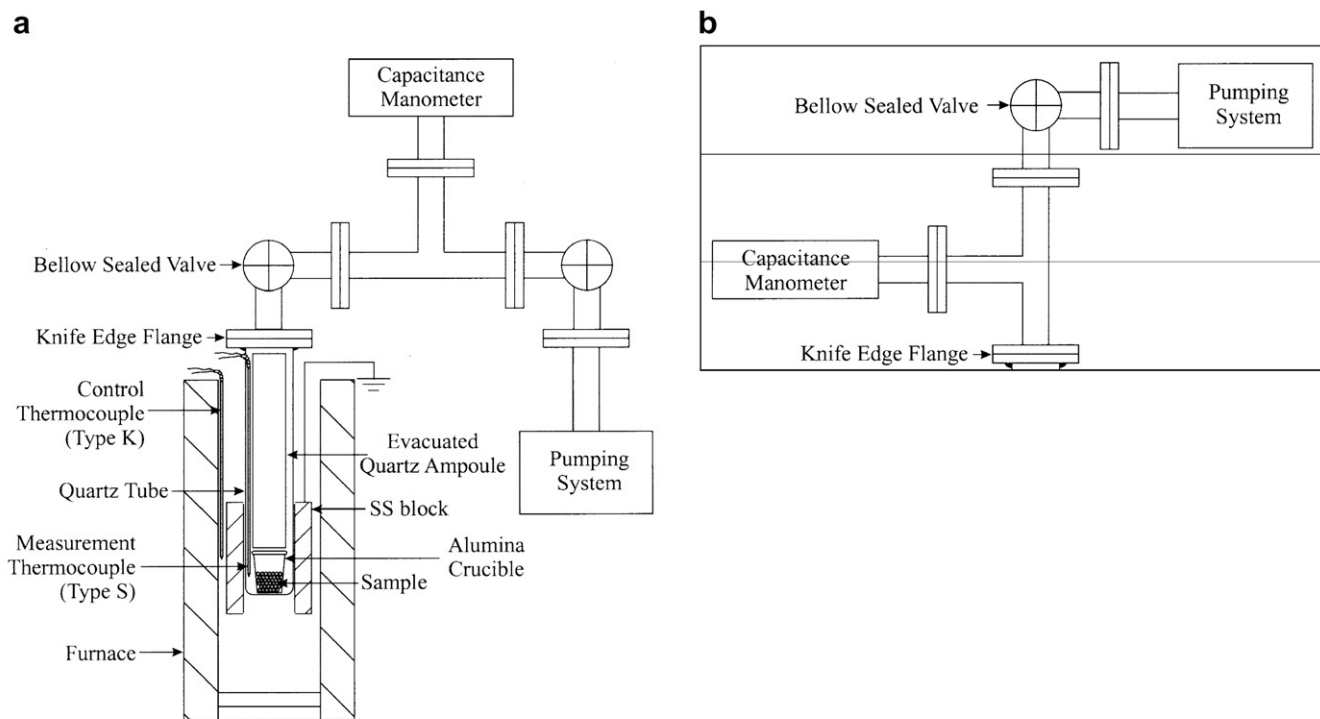 a
Capacitance
Manometer
Bellow Sealed Valve
Knife Edge Flange
Control
Thermocouple
(Type K)
Evacuated
Quartz Ampoule
Pumping
System
Quartz Tube
SS block
Measurement
Thermocouple
(Type S)
Alumina
Crucible
Sample
Furnace
b
Bellow Sealed Valve
Pumping
System
Capacitance
Manometer
Knife Edge Flange